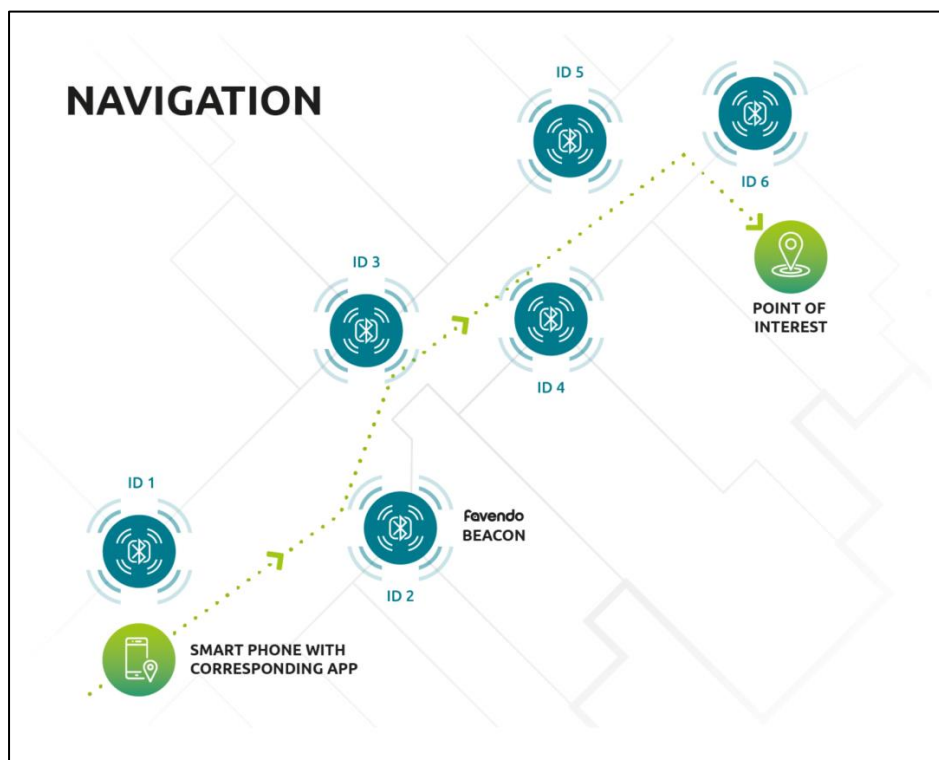 NAVIGATION
ID 5
ID 6
ID 3
POINT OF
INTEREST
ID 4
ID 1
favendo
BEACON
ID 2
SMART PHONE WITH
CORRESPONDING APP